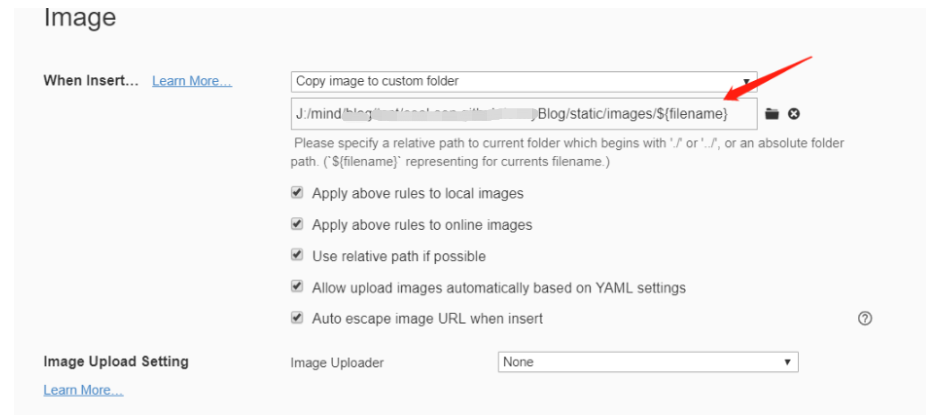 Image
When Insert... Learn More...
Copy image to custom folder
J:/mind/ Blog/static/images/${filename}
Please specify a relative path to current folder which begins with './' or '../', or an absolute folder
path. (`${filename}` representing for currents filename.)
Apply above rules to local images
Apply above rules to online images
Use relative path if possible
Allow upload images automatically based on YAML settings
Auto escape image URL when insert
Image Upload Setting
Image Uploader
None
Learn More...